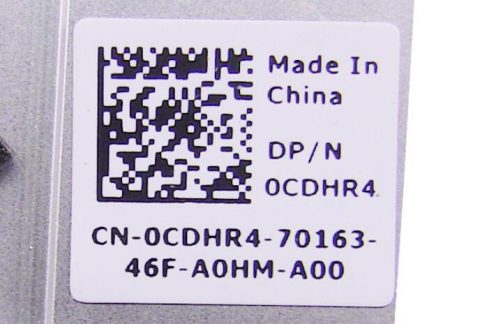 Made In
China
DP/N
0CDHR4
CN-0CDHR4-70163-
46F-A0HM-A00